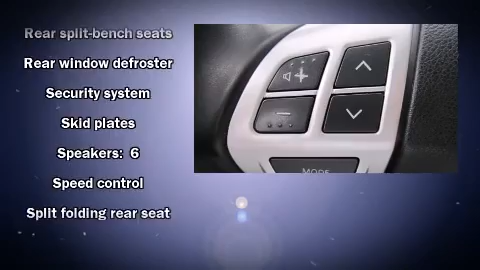 Rear split-bench seats
Rear window defroster
Security system
Skid plates
Speakers: 6
Speed control
Split folding rear seat
MODE